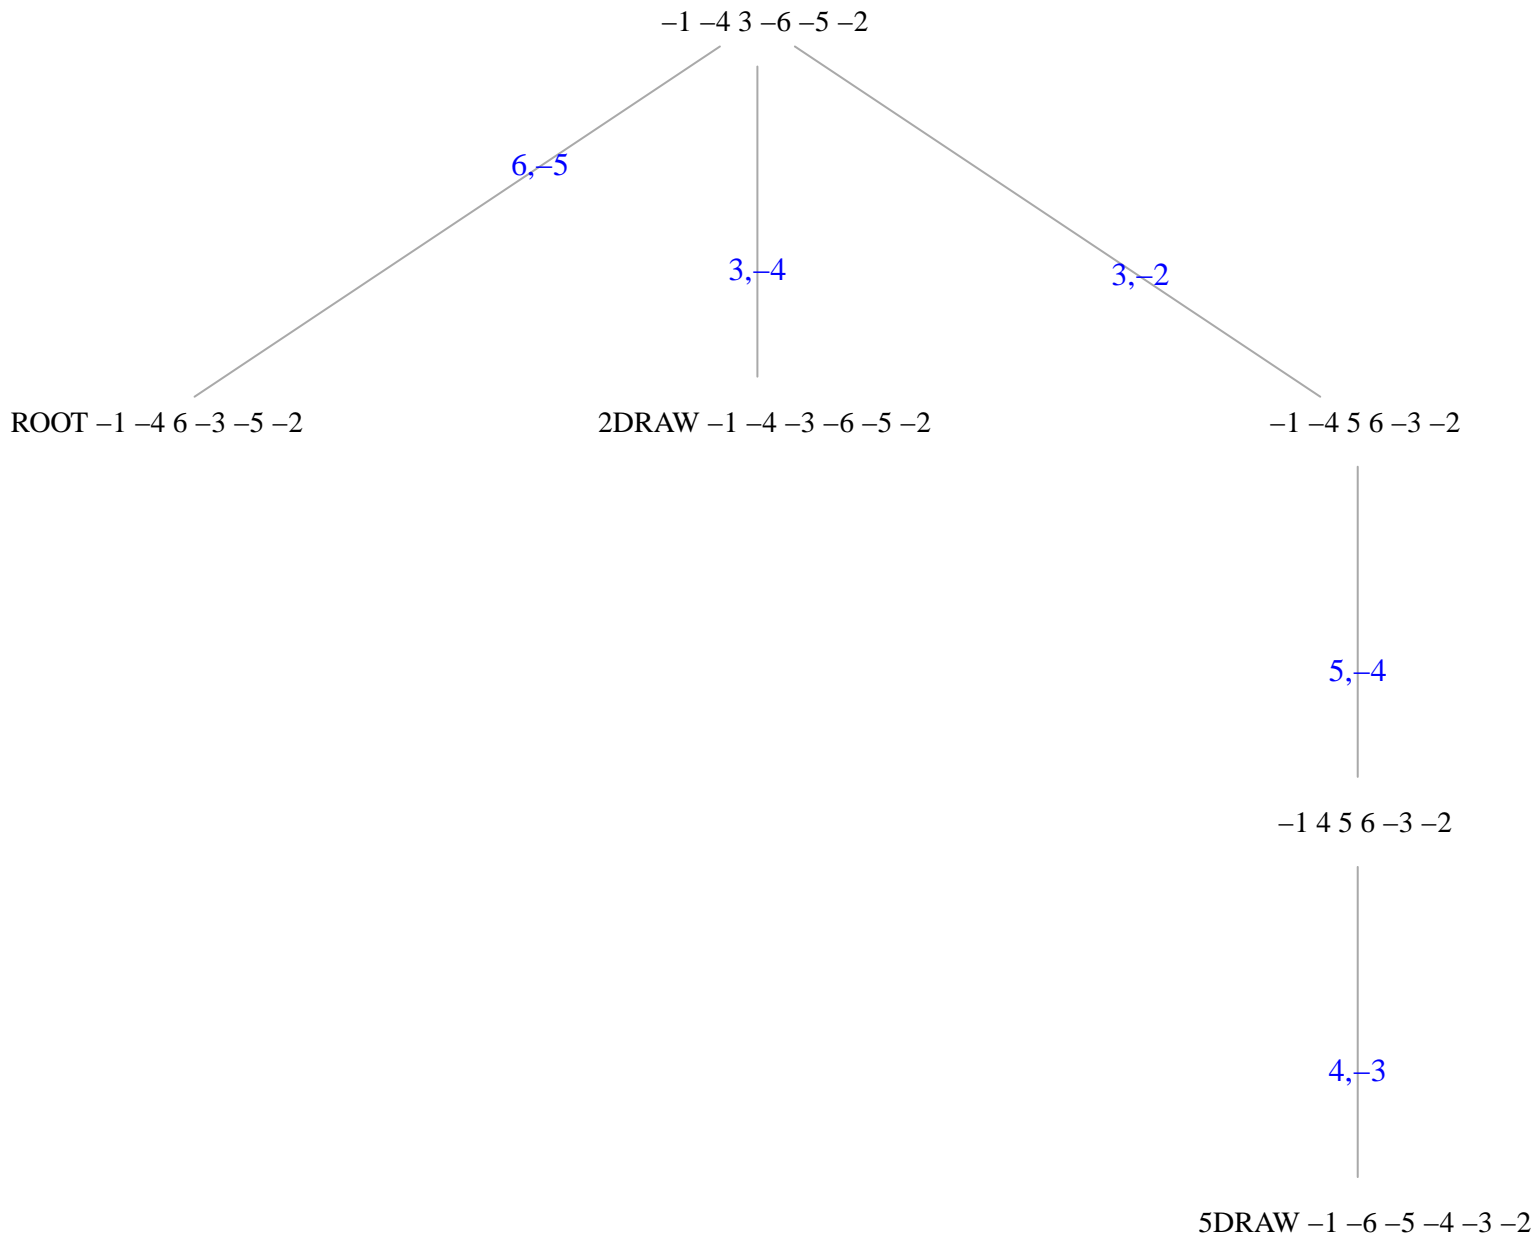 –1 –4 3 –6 –5 –2
6,–5
3,–4
3,–2
ROOT –1 –4 6 –3 –5 –2
2DRAW –1 –4 –3 –6 –5 –2
–1 –4 5 6 –3 –2
5,–4
–1 4 5 6 –3 –2
4,–3
5DRAW –1 –6 –5 –4 –3 –2